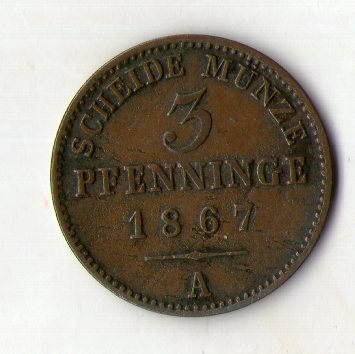 SCHEIDE MÜNZE
3
PFENNINGE
1867
A